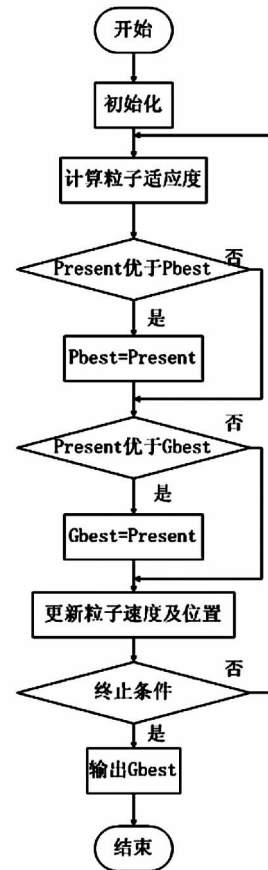 开始
初始化
计算粒子适应度
Present优于Pbest
否
是
Pbest=Present
Present优于Gbest
否
是
Gbest=Present
更新粒子速度及位置
终止条件
否
是
输出Gbest
结束